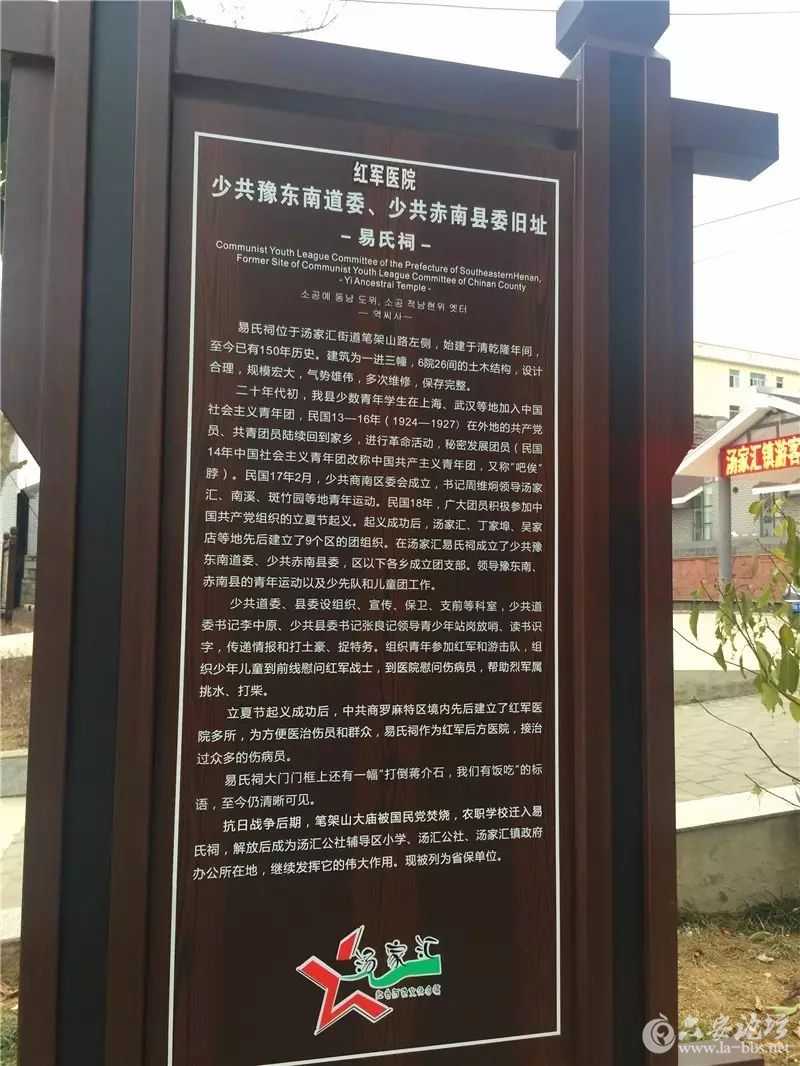 红军医院
少共豫东南道委、少共赤南县委旧址
- 易氏祠 -
Communist Youth League Committee of the Prefecture of SoutheasternHenan,
Former Site of Communist Youth League Committee of Chinan County
- Yi Ancestral Temple -
소공예 동남 도위, 소공 적남현위 옛터
— 역씨사 —
易氏祠位于汤家汇街道笔架山路左侧，始建于清乾隆年间，
至今已有150年历史。建筑为一进三幢，6院26间的土木结构，设计
合理，规模宏大，气势雄伟，多次维修，保存完整。
二十年代初，我县少数青年学生在上海、武汉等地加入中国
社会主义青年团，民国13—16年（1924—1927）在外地的共产党
员、共青团员陆续回到家乡，进行革命活动，秘密发展团员（民国
14年中国社会主义青年团改称中国共产主义青年团，又称“吧俟”
脖）。民国17年2月，少共商南区委会成立，书记周维炯领导汤家
汇、南溪、斑竹园等地青年运动。民国18年，广大团员积极参加中
国共产党组织的立夏节起义。起义成功后，汤家汇、丁家埠、吴家
店等地先后建立了9个区的团组织。在汤家汇易氏祠成立了少共豫
东南道委、少共赤南县委，区以下各乡成立团支部。领导豫东南、
赤南县的青年运动以及少先队和儿童团工作。
少共道委、县委设组织、宣传、保卫、支前等科室，少共道
委书记李中原、少共县委书记张良记领导青少年站岗放哨、读书识
字，传递情报和打土豪、捉特务。组织青年参加红军和游击队，组
织少年儿童到前线慰问红军战士，到医院慰问伤病员，帮助烈军属
挑水、打柴。
立夏节起义成功后，中共商罗麻特区境内先后建立了红军医
院多所，为方便医治伤员和群众，易氏祠作为红军后方医院，接治
过众多的伤病员。
易氏祠大门门框上还有一幅“打倒蒋介石，我们有饭吃”的标
语，至今仍清晰可见。
抗日战争后期，笔架山大庙被国民党焚烧，农职学校迁入易
氏祠，解放后成为汤汇公社辅导区小学、汤汇公社、汤家汇镇政府
办公所在地，继续发挥它的伟大作用。现被列为省保单位。
汤家汇
汤家汇镇游客
六安论坛
www.la-bbs.net